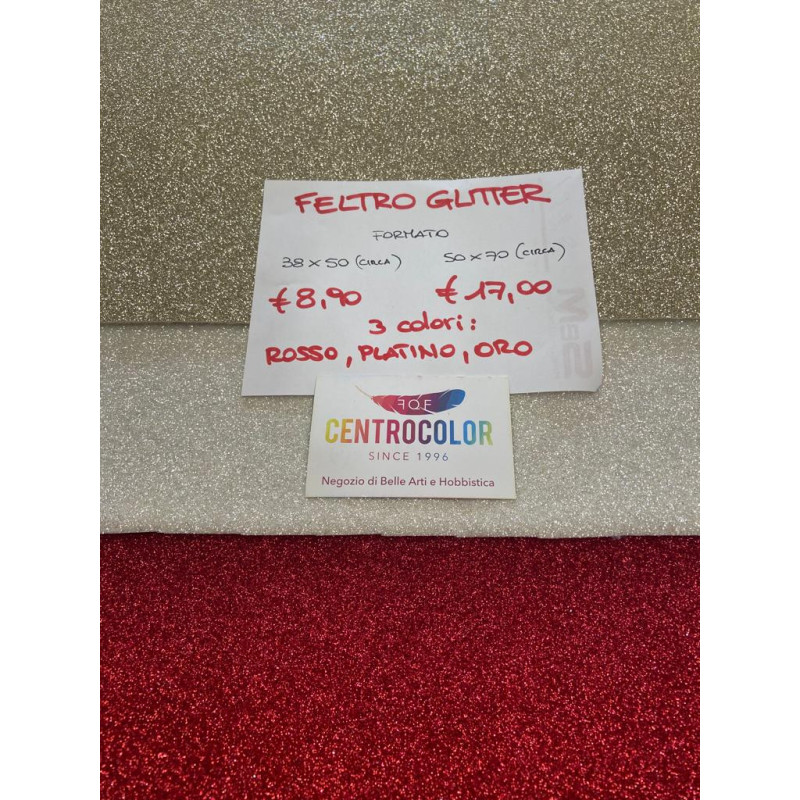 FELTRO GLITTER
FORMATO
38 x 50 (CIRCA) 50 x 70 (CIRCA)
€ 8,90 € 17,00
3 colori:
ROSSO, PLATINO, ORO
FOF
CENTROCOLOR
SINCE 1996
Negozio di Belle Arti e Hobbistica